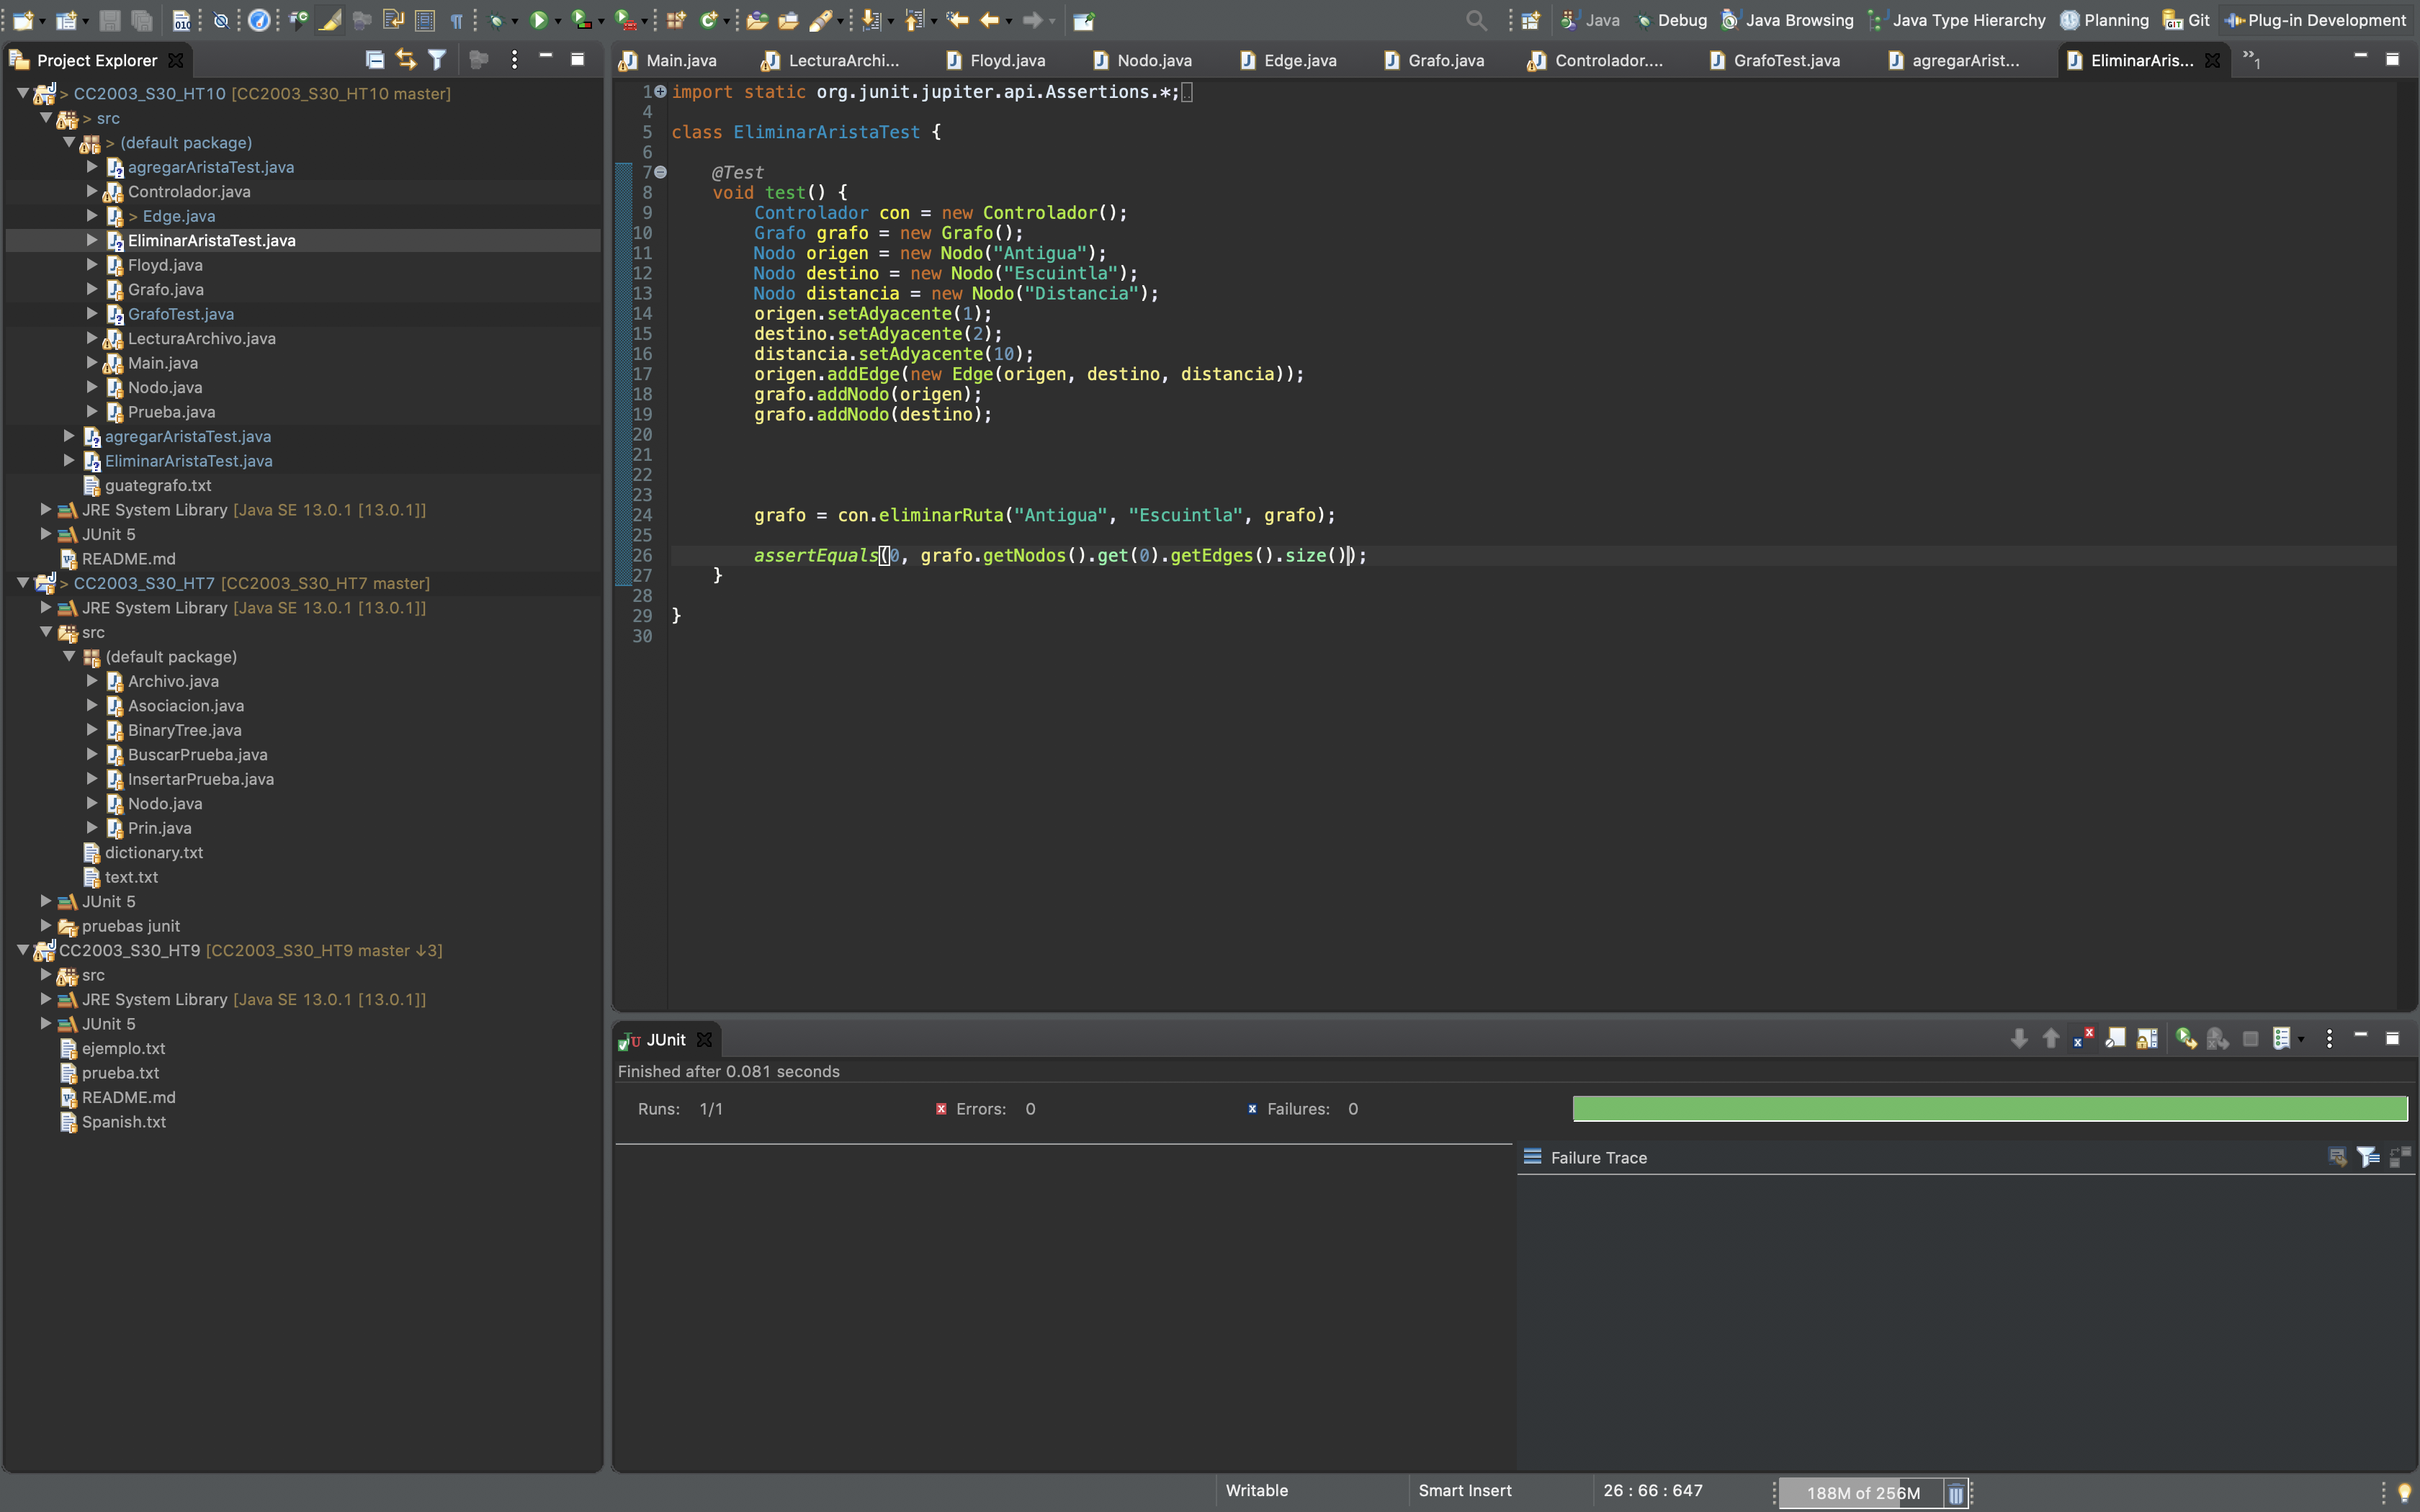 Java
Debug
Java Browsing
Java Type Hierarchy
Planning
Git
Plug-in Development
Project Explorer
> CC2003_S30_HT10 [CC2003_S30_HT10 master]
> src
> (default package)
agregarAristaTest.java
Controlador.java
> Edge.java
EliminarAristaTest.java
Floyd.java
Grafo.java
GrafoTest.java
LecturaArchivo.java
Main.java
Nodo.java
Prueba.java
agregarAristaTest.java
EliminarAristaTest.java
guategrafo.txt
JRE System Library [Java SE 13.0.1 [13.0.1]]
JUnit 5
README.md
> CC2003_S30_HT7 [CC2003_S30_HT7 master]
JRE System Library [Java SE 13.0.1 [13.0.1]]
src
(default package)
Archivo.java
Asociacion.java
BinaryTree.java
BuscarPrueba.java
InsertarPrueba.java
Nodo.java
Prin.java
dictionary.txt
text.txt
JUnit 5
pruebas junit
CC2003_S30_HT9 [CC2003_S30_HT9 master ↓3]
src
JRE System Library [Java SE 13.0.1 [13.0.1]]
JUnit 5
ejemplo.txt
prueba.txt
README.md
Spanish.txt
Main.java
LecturaArchi...
Floyd.java
Nodo.java
Edge.java
Grafo.java
Controlador....
GrafoTest.java
agregarArist...
EliminarAris...
»1
1 import static org.junit.jupiter.api.Assertions.*;
4
5 class EliminarAristaTest {
6
7 @Test
8 void test() {
9 Controlador con = new Controlador();
10 Grafo grafo = new Grafo();
11 Nodo origen = new Nodo("Antigua");
12 Nodo destino = new Nodo("Escuintla");
13 Nodo distancia = new Nodo("Distancia");
14 origen.setAdyacente(1);
15 destino.setAdyacente(2);
16 distancia.setAdyacente(10);
17 origen.addEdge(new Edge(origen, destino, distancia));
18 grafo.addNodo(origen);
19 grafo.addNodo(destino);
20
21
22
23
24 grafo = con.eliminarRuta("Antigua", "Escuintla", grafo);
25
26 assertEquals(0, grafo.getNodos().get(0).getEdges().size());
27 }
28
29 }
30
JUnit
Finished after 0.081 seconds
Runs: 1/1
Errors: 0
Failures: 0
Failure Trace
Writable
Smart Insert
26 : 66 : 647
188M of 256M